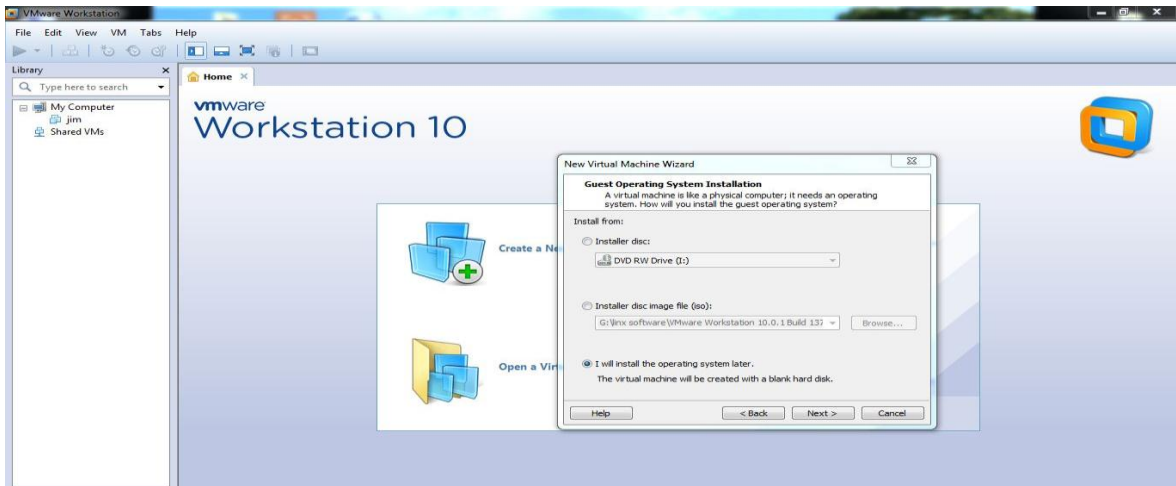 VMware Workstation
File Edit View VM Tabs Help
Library
Type here to search
My Computer
jim
Shared VMs
Home
vmware
Workstation 10
Create a Ne
Open a Virt
New Virtual Machine Wizard
Guest Operating System Installation
A virtual machine is like a physical computer; it needs an operating
system. How will you install the guest operating system?
Install from:
Installer disc:
DVD RW Drive (I:)
Installer disc image file (iso):
G:\linx software\VMware Workstation 10.0.1 Build 137
Browse...
I will install the operating system later.
The virtual machine will be created with a blank hard disk.
Help < Back Next > Cancel